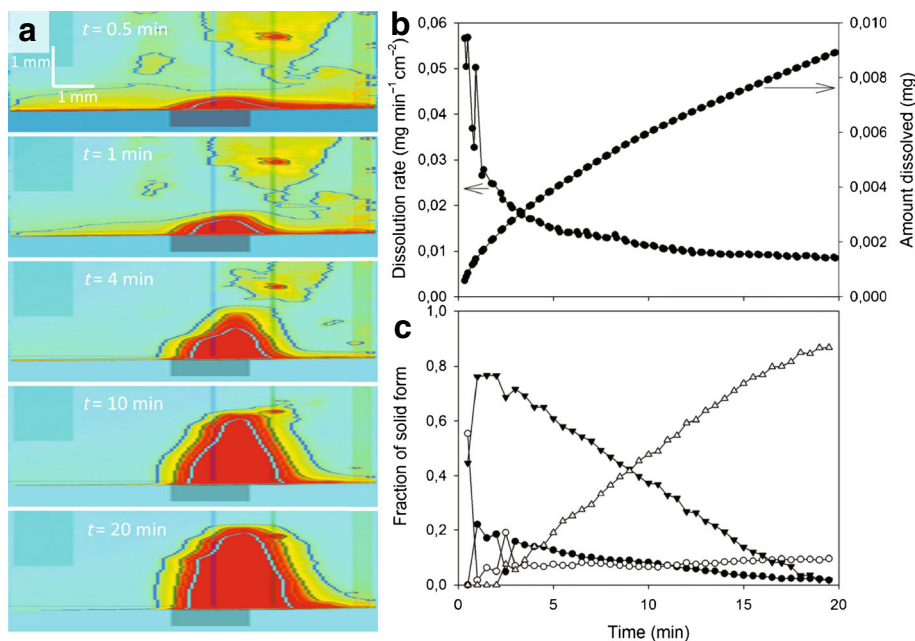 a
t = 0.5 min
1 mm
1 mm
t = 1 min
t = 4 min
t = 10 min
t = 20 min
b
Dissolution rate (mg min⁻¹ cm⁻²)
0,06
0,05
0,04
0,03
0,02
0,01
0,00
0,010
0,008
0,006
0,004
0,002
0,000
Amount dissolved (mg)
c
Fraction of solid form
1,0
0,8
0,6
0,4
0,2
0,0
0
5
10
15
20
Time (min)